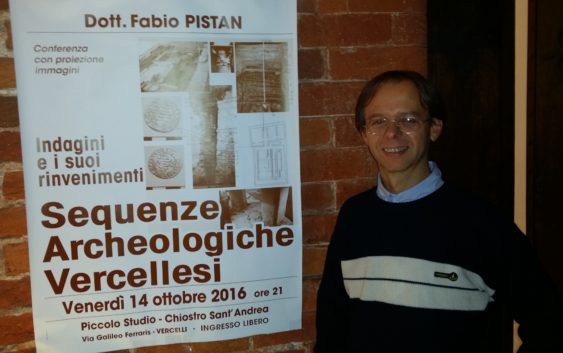 Dott. Fabio PISTAN
Conferenza
con proiezione
immagini
Indagini
e i suoi
rinvenimenti
Sequenze
Archeologiche
Vercellesi
Venerdì 14 ottobre 2016 ore 21
Piccolo Studio - Chiostro Sant'Andrea
Via Galileo Ferraris - VERCELLI - INGRESSO LIBERO